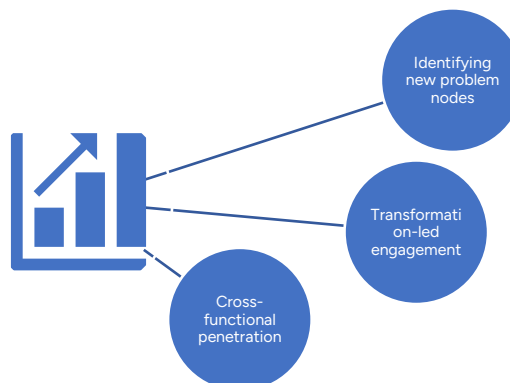 Identifying
new problem
nodes
Transformati
on-led
engagement
Cross-
functional
penetration